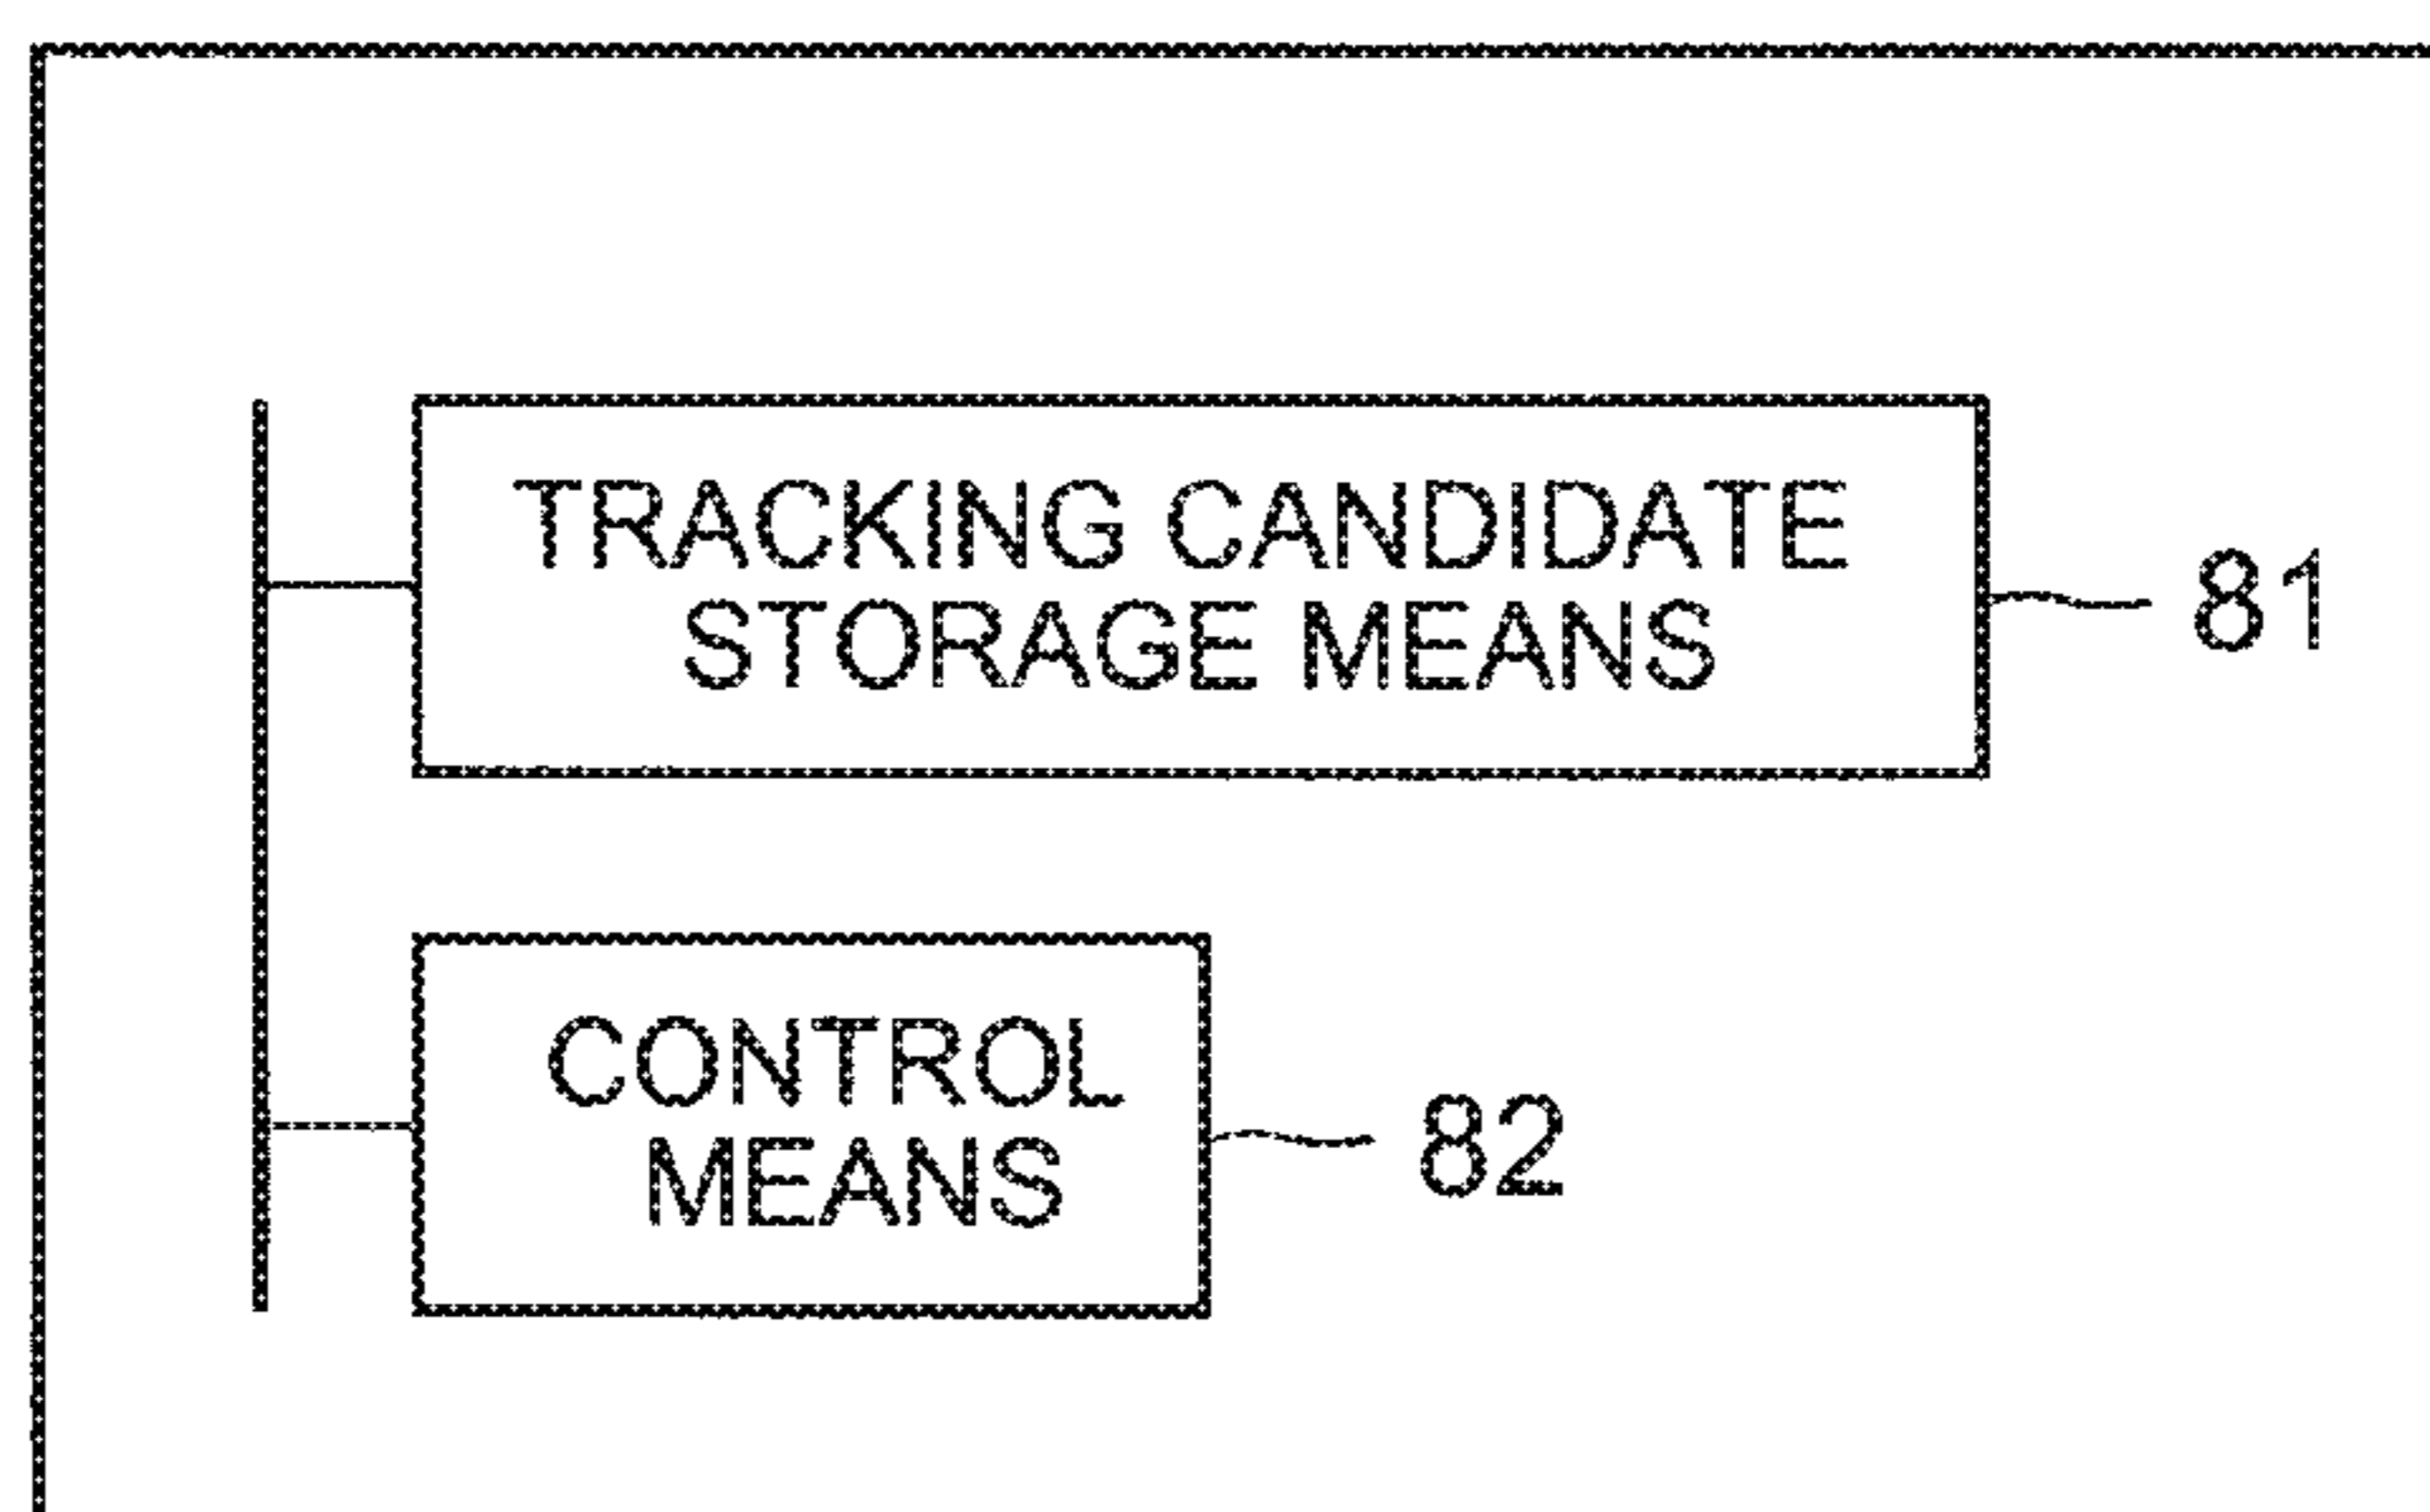 TRACKING CANDIDATE
STORAGE MEANS
81
CONTROL
MEANS
82